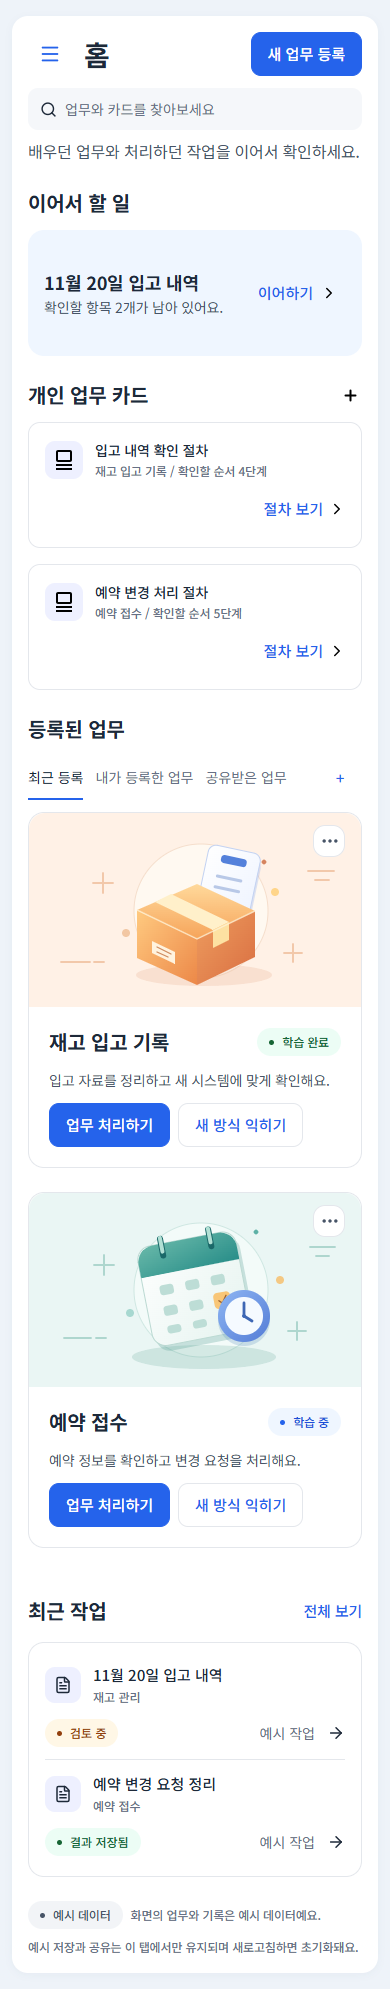 홈
새 업무 등록
업무와 카드를 찾아보세요
배우던 업무와 처리하던 작업을 이어서 확인하세요.
이어서 할 일
11월 20일 입고 내역
확인할 항목 2개가 남아 있어요.
이어하기
개인 업무 카드
입고 내역 확인 절차
재고 입고 기록 / 확인할 순서 4단계
절차 보기
예약 변경 처리 절차
예약 접수 / 확인할 순서 5단계
절차 보기
등록된 업무
최근 등록 내가 등록한 업무 공유받은 업무 +
재고 입고 기록
학습 완료
입고 자료를 정리하고 새 시스템에 맞게 확인해요.
업무 처리하기 새 방식 익히기
예약 접수
학습 중
예약 정보를 확인하고 변경 요청을 처리해요.
업무 처리하기 새 방식 익히기
최근 작업
전체 보기
11월 20일 입고 내역
재고 관리
검토 중
예시 작업
예약 변경 요청 정리
예약 접수
결과 저장됨
예시 작업
예시 데이터 화면의 업무와 기록은 예시 데이터예요.
예시 저장과 공유는 이 탭에서만 유지되며 새로고침하면 초기화돼요.